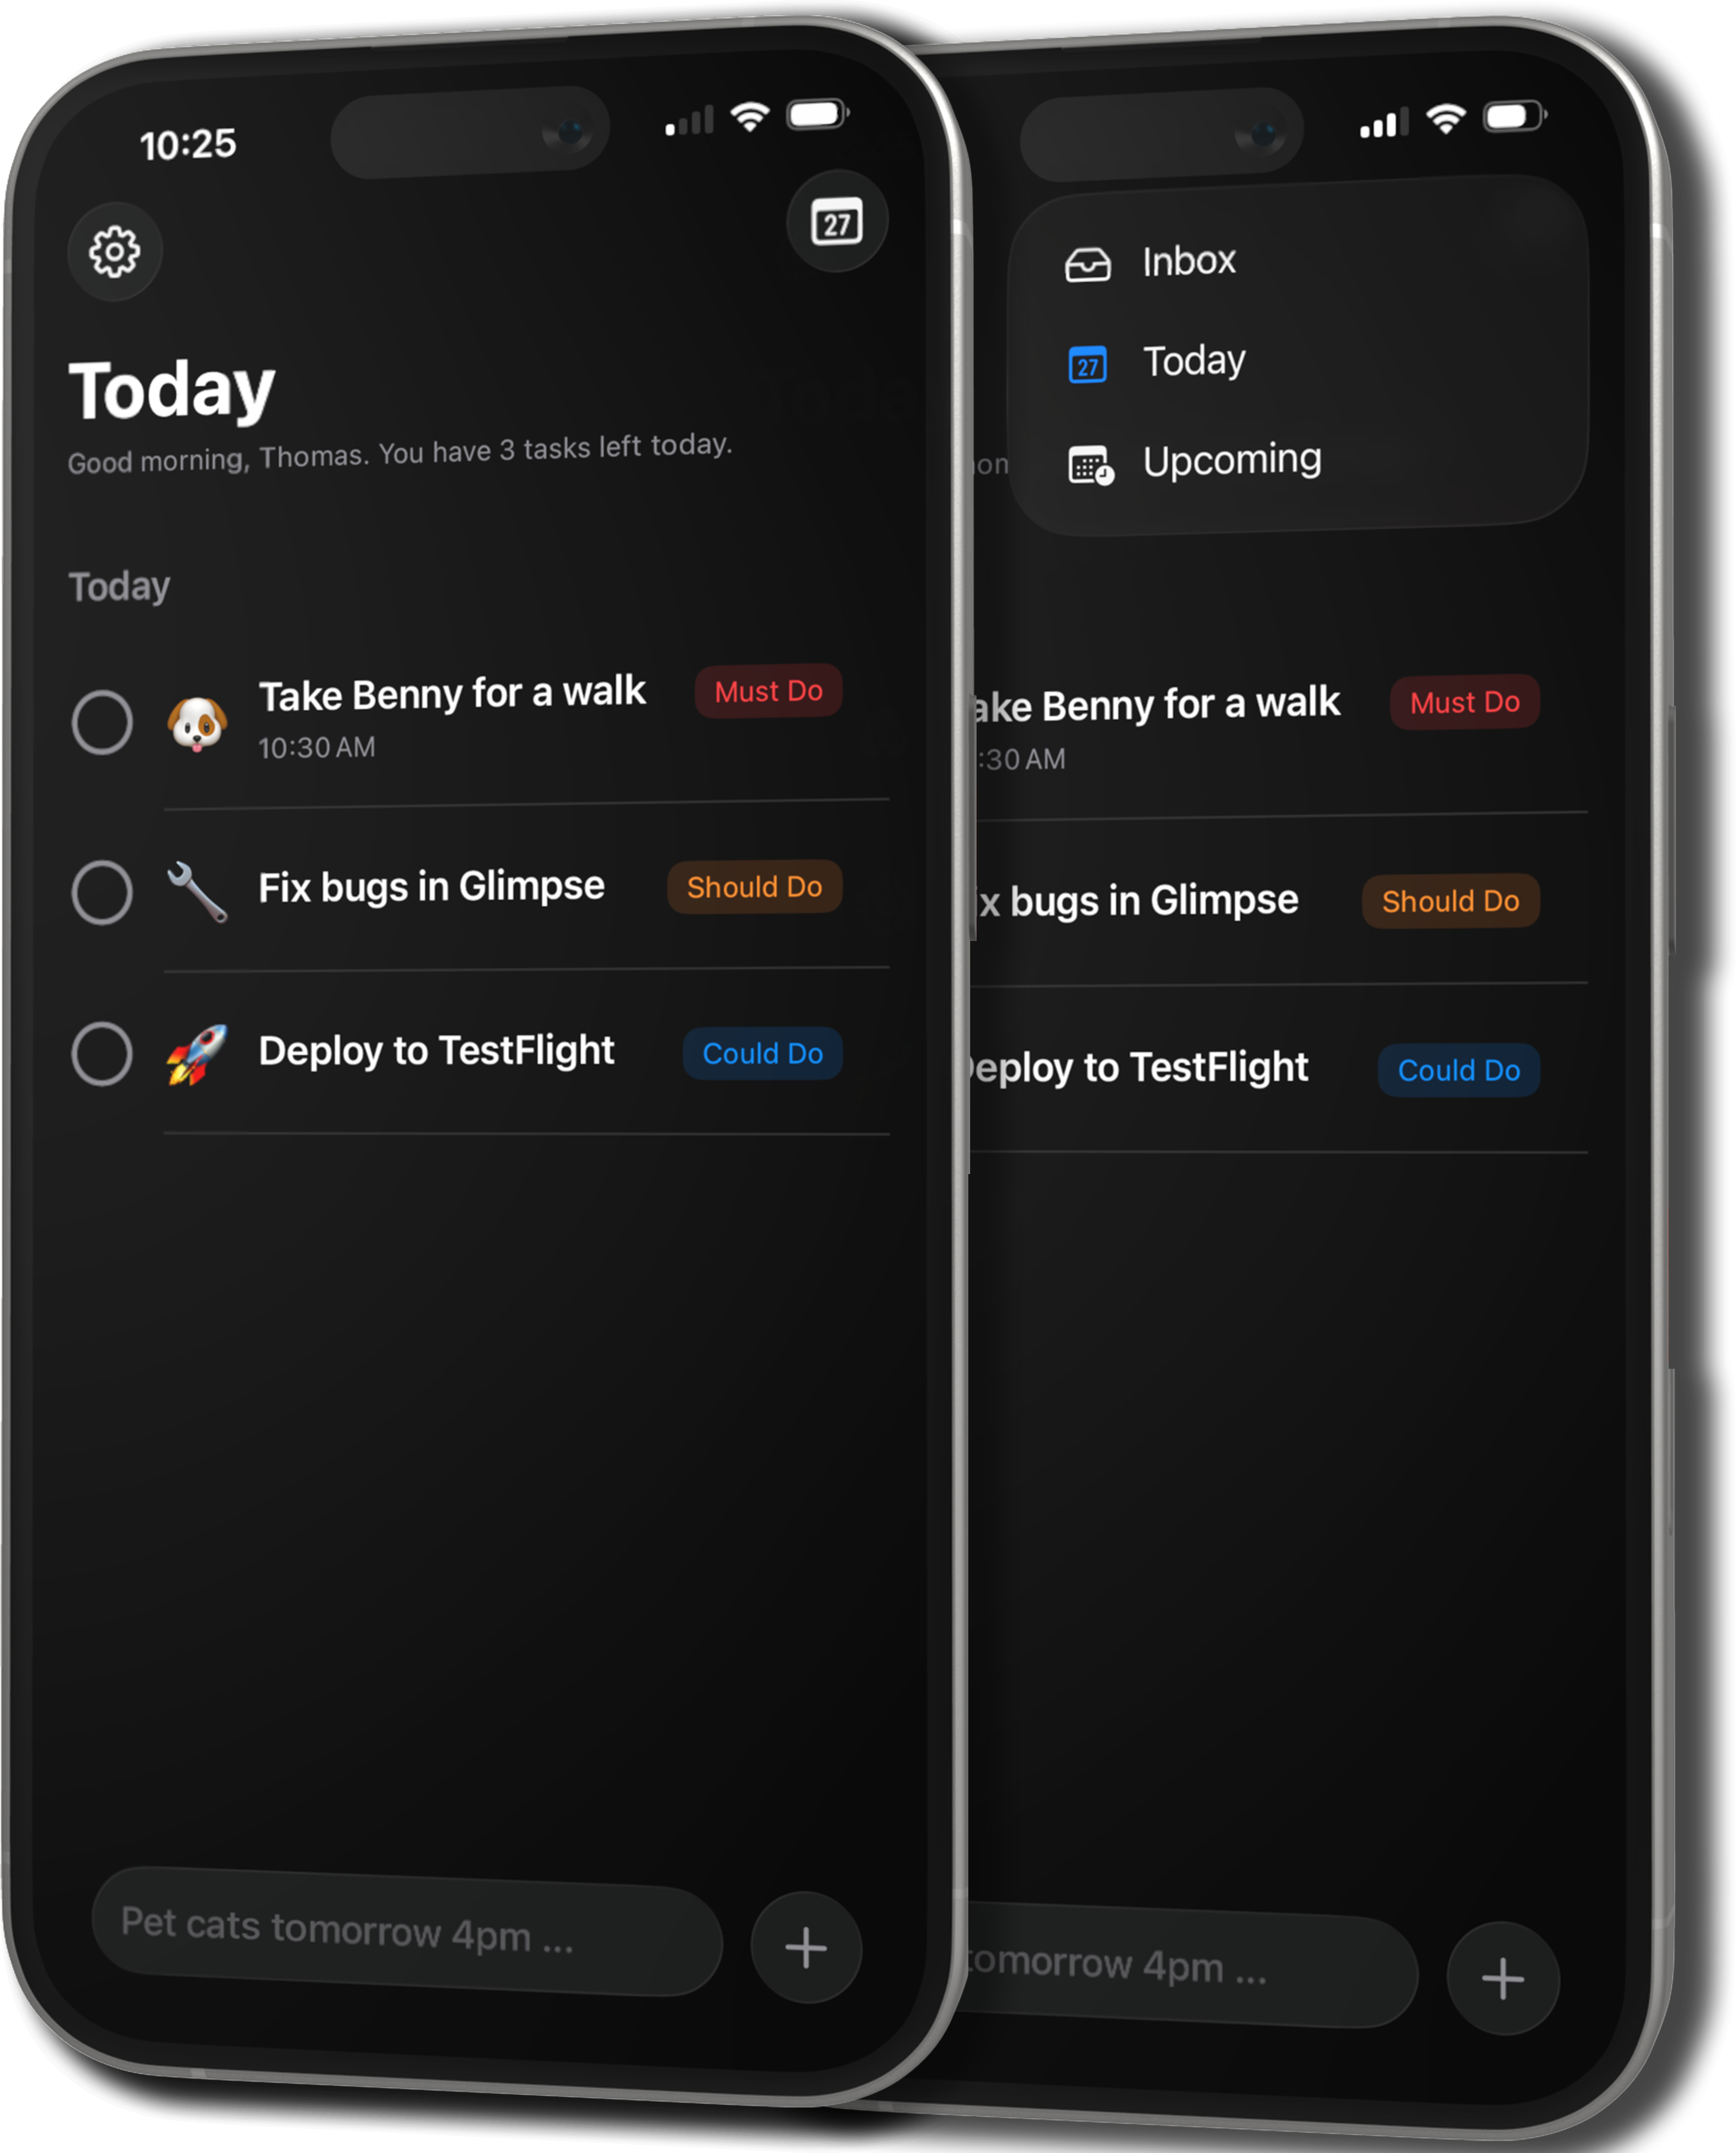 10:25
27
Today
Good morning, Thomas. You have 3 tasks left today.
Today
Take Benny for a walk
Must Do
10:30 AM
Fix bugs in Glimpse
Should Do
Deploy to TestFlight
Could Do
Pet cats tomorrow 4pm ...
Inbox
27
Today
Upcoming
ake Benny for a walk
Must Do
:30 AM
x bugs in Glimpse
Should Do
eploy to TestFlight
Could Do
tomorrow 4pm ...